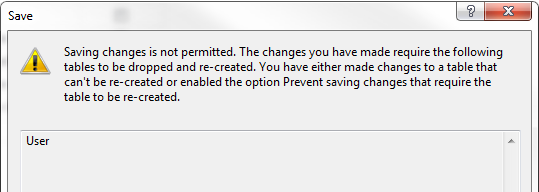 Save
Saving changes is not permitted. The changes you have made require the following
tables to be dropped and re-created. You have either made changes to a table that
can't be re-created or enabled the option Prevent saving changes that require the
table to be re-created.
User